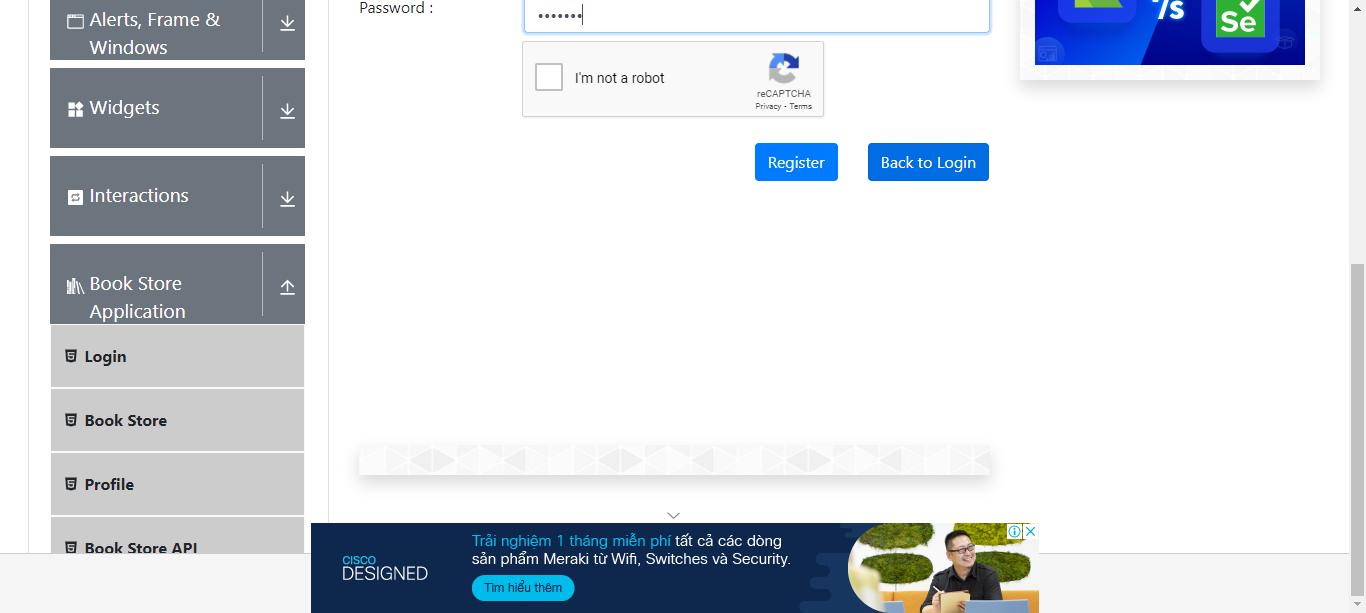 Password :
•••••••
Alerts, Frame &
Windows
Widgets
Interactions
Book Store
Application
Login
Book Store
Profile
Book Store API
I'm not a robot
reCAPTCHA
Privacy - Terms
Register
Back to Login
/s
Se
CISCO
DESIGNED
Trải nghiệm 1 tháng miễn phí tất cả các dòng
sản phẩm Meraki từ Wifi, Switches và Security.
Tìm hiểu thêm